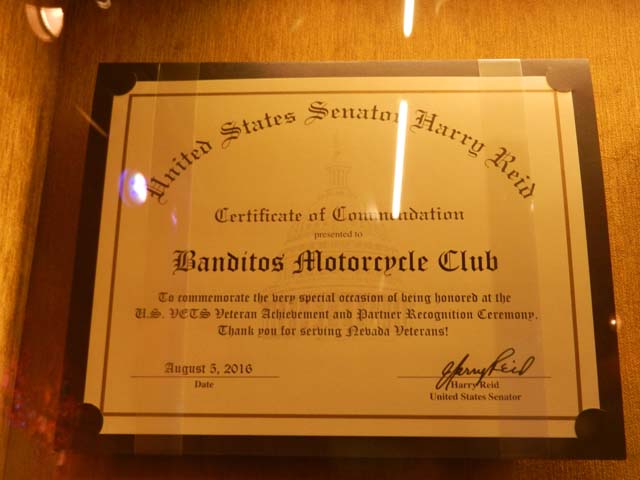 United States Senator Harry Reid
Certificate of Commendation
presented to
Banditos Motorcycle Club
To commemorate the very special occasion of being honored at the
U.S. VETS Veteran Achievement and Partner Recognition Ceremony.
Thank you for serving Nevada Veterans!
August 5, 2016
Date
Harry Reid
Harry Reid
United States Senator